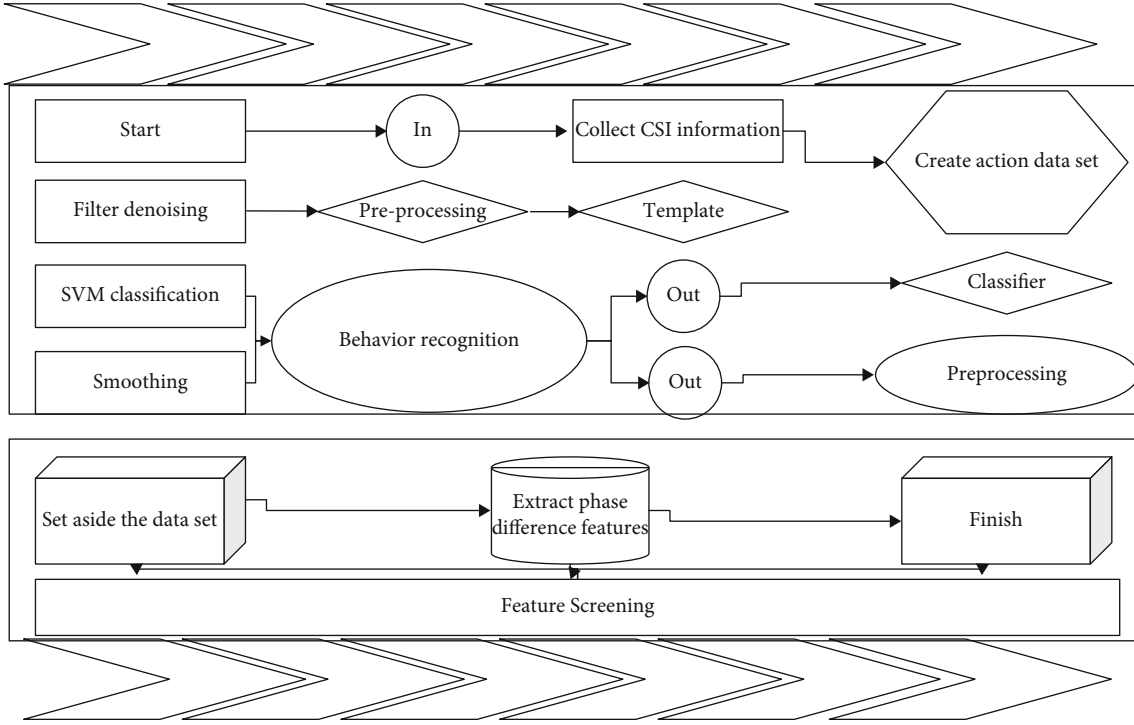 Start
In
Collect CSI information
Create action data set
Filter denoising
Pre-processing
Template
SVM classification
Smoothing
Behavior recognition
Out
Out
Classifier
Preprocessing
Set aside the data set
Extract phase
difference features
Finish
Feature Screening